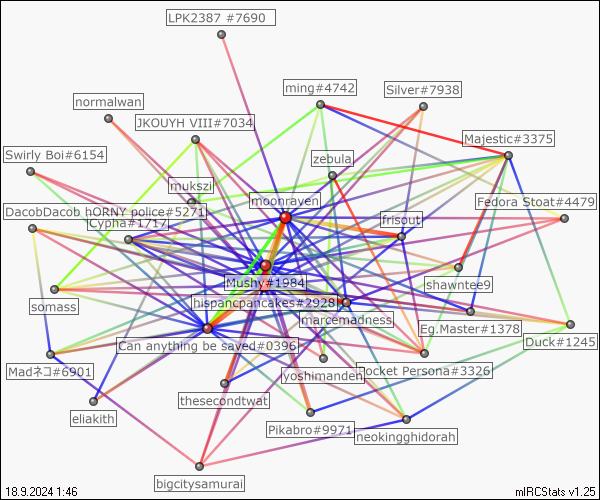 LPK2387 #7690
ming#4742
Silver#7938
normalwan
JKOUYH VIII#7034
Majestic#3375
Swirly Boi#6154
zebula
mukszi
moonraven
Fedora Stoat#4479
DacobDacob hORNY police#5271
Cypha#1717
frisout
Mushy#1984
shawntee9
somass
hispancpancakes#2928
marcemadness
Eg.Master#1378
Can anything be saved#0396
Duck#1245
Madネコ#6901
yoshimanden
Pocket Persona#3326
thesecondtwat
eliakith
Pikabro#9971
neokingghidorah
bigcitysamurai
18.9.2024 1:46
mIRCStats v1.25